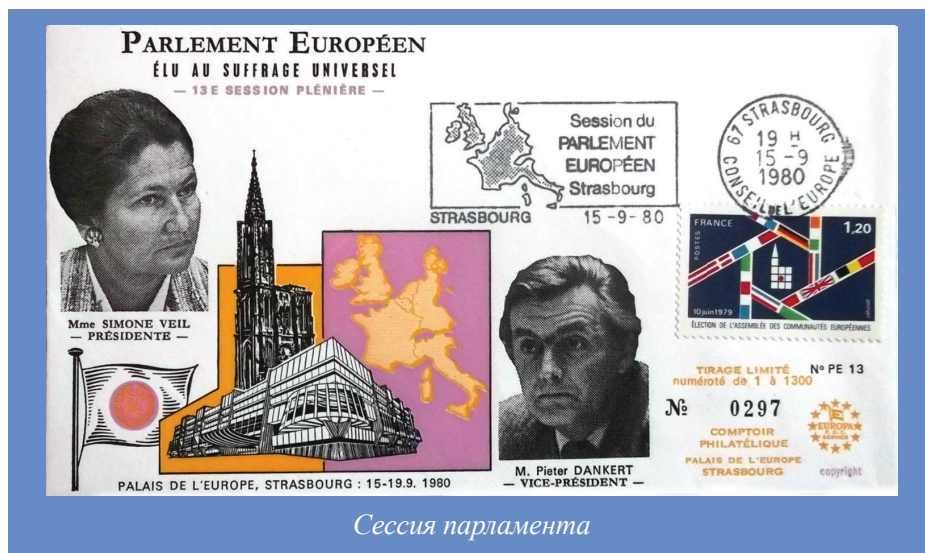 PARLEMENT EUROPÉEN
ÉLU AU SUFFRAGE UNIVERSEL
— 13E SESSION PLÉNIÈRE —
Mme SIMONE VEIL
— PRÉSIDENTE —
Session du
PARLEMENT
EUROPÉEN
Strasbourg
STRASBOURG 15-9-80
67 STRASBOURG
19 H
15-9
1980
CONSEIL DE L'EUROPE
FRANCE
1,20
POSTES
10 juin 1979
ÉLECTION DE L'ASSEMBLÉE DES COMMUNAUTÉS EUROPÉENNES
M. Pieter DANKERT
— VICE-PRÉSIDENT —
PALAIS DE L'EUROPE, STRASBOURG : 15-19.9. 1980
TIRAGE LIMITÉ N° PE 13
numéroté de 1 à 1300
№ 0297
COMPTOIR
PHILATÉLIQUE
PALAIS DE L'EUROPE
STRASBOURG
EUROPA
SERVICE
copyright
Сессия парламента